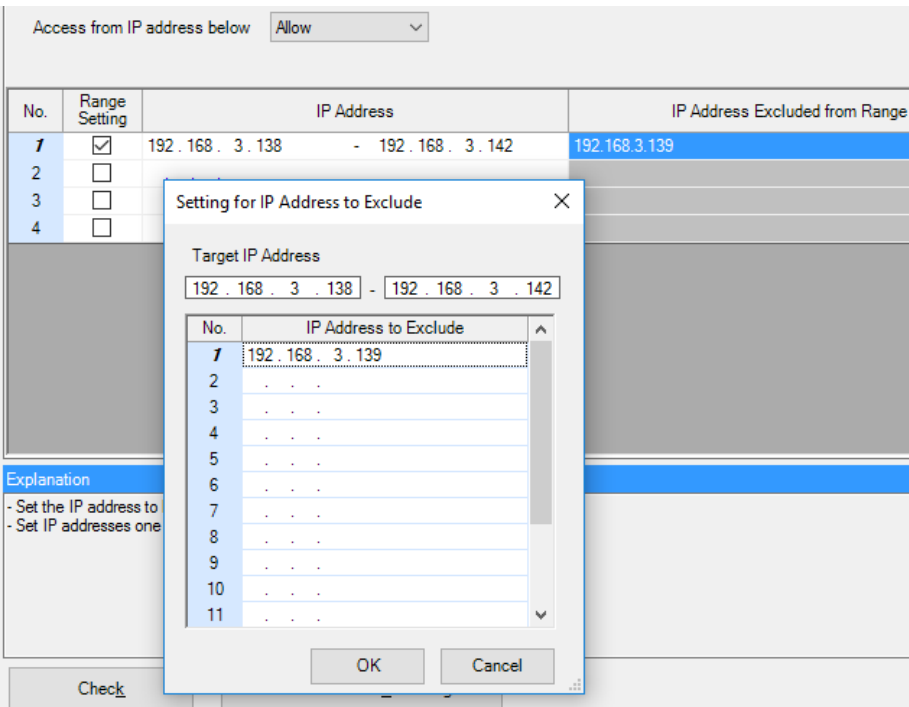 Access from IP address below Allow
No. Range Setting IP Address IP Address Excluded from Range
1 192 . 168 . 3 . 138 - 192 . 168 . 3 . 142 192.168.3.139
2 . . .
3
4
Setting for IP Address to Exclude
Target IP Address
192 . 168 . 3 . 138 - 192 . 168 . 3 . 142
No. IP Address to Exclude
1 192 . 168 . 3 . 139
2 . . .
3 . . .
4 . . .
5 . . .
6 . . .
7 . . .
8 . . .
9 . . .
10 . . .
11 . . .
OK Cancel
Explanation
- Set the IP address to
- Set IP addresses one
Check